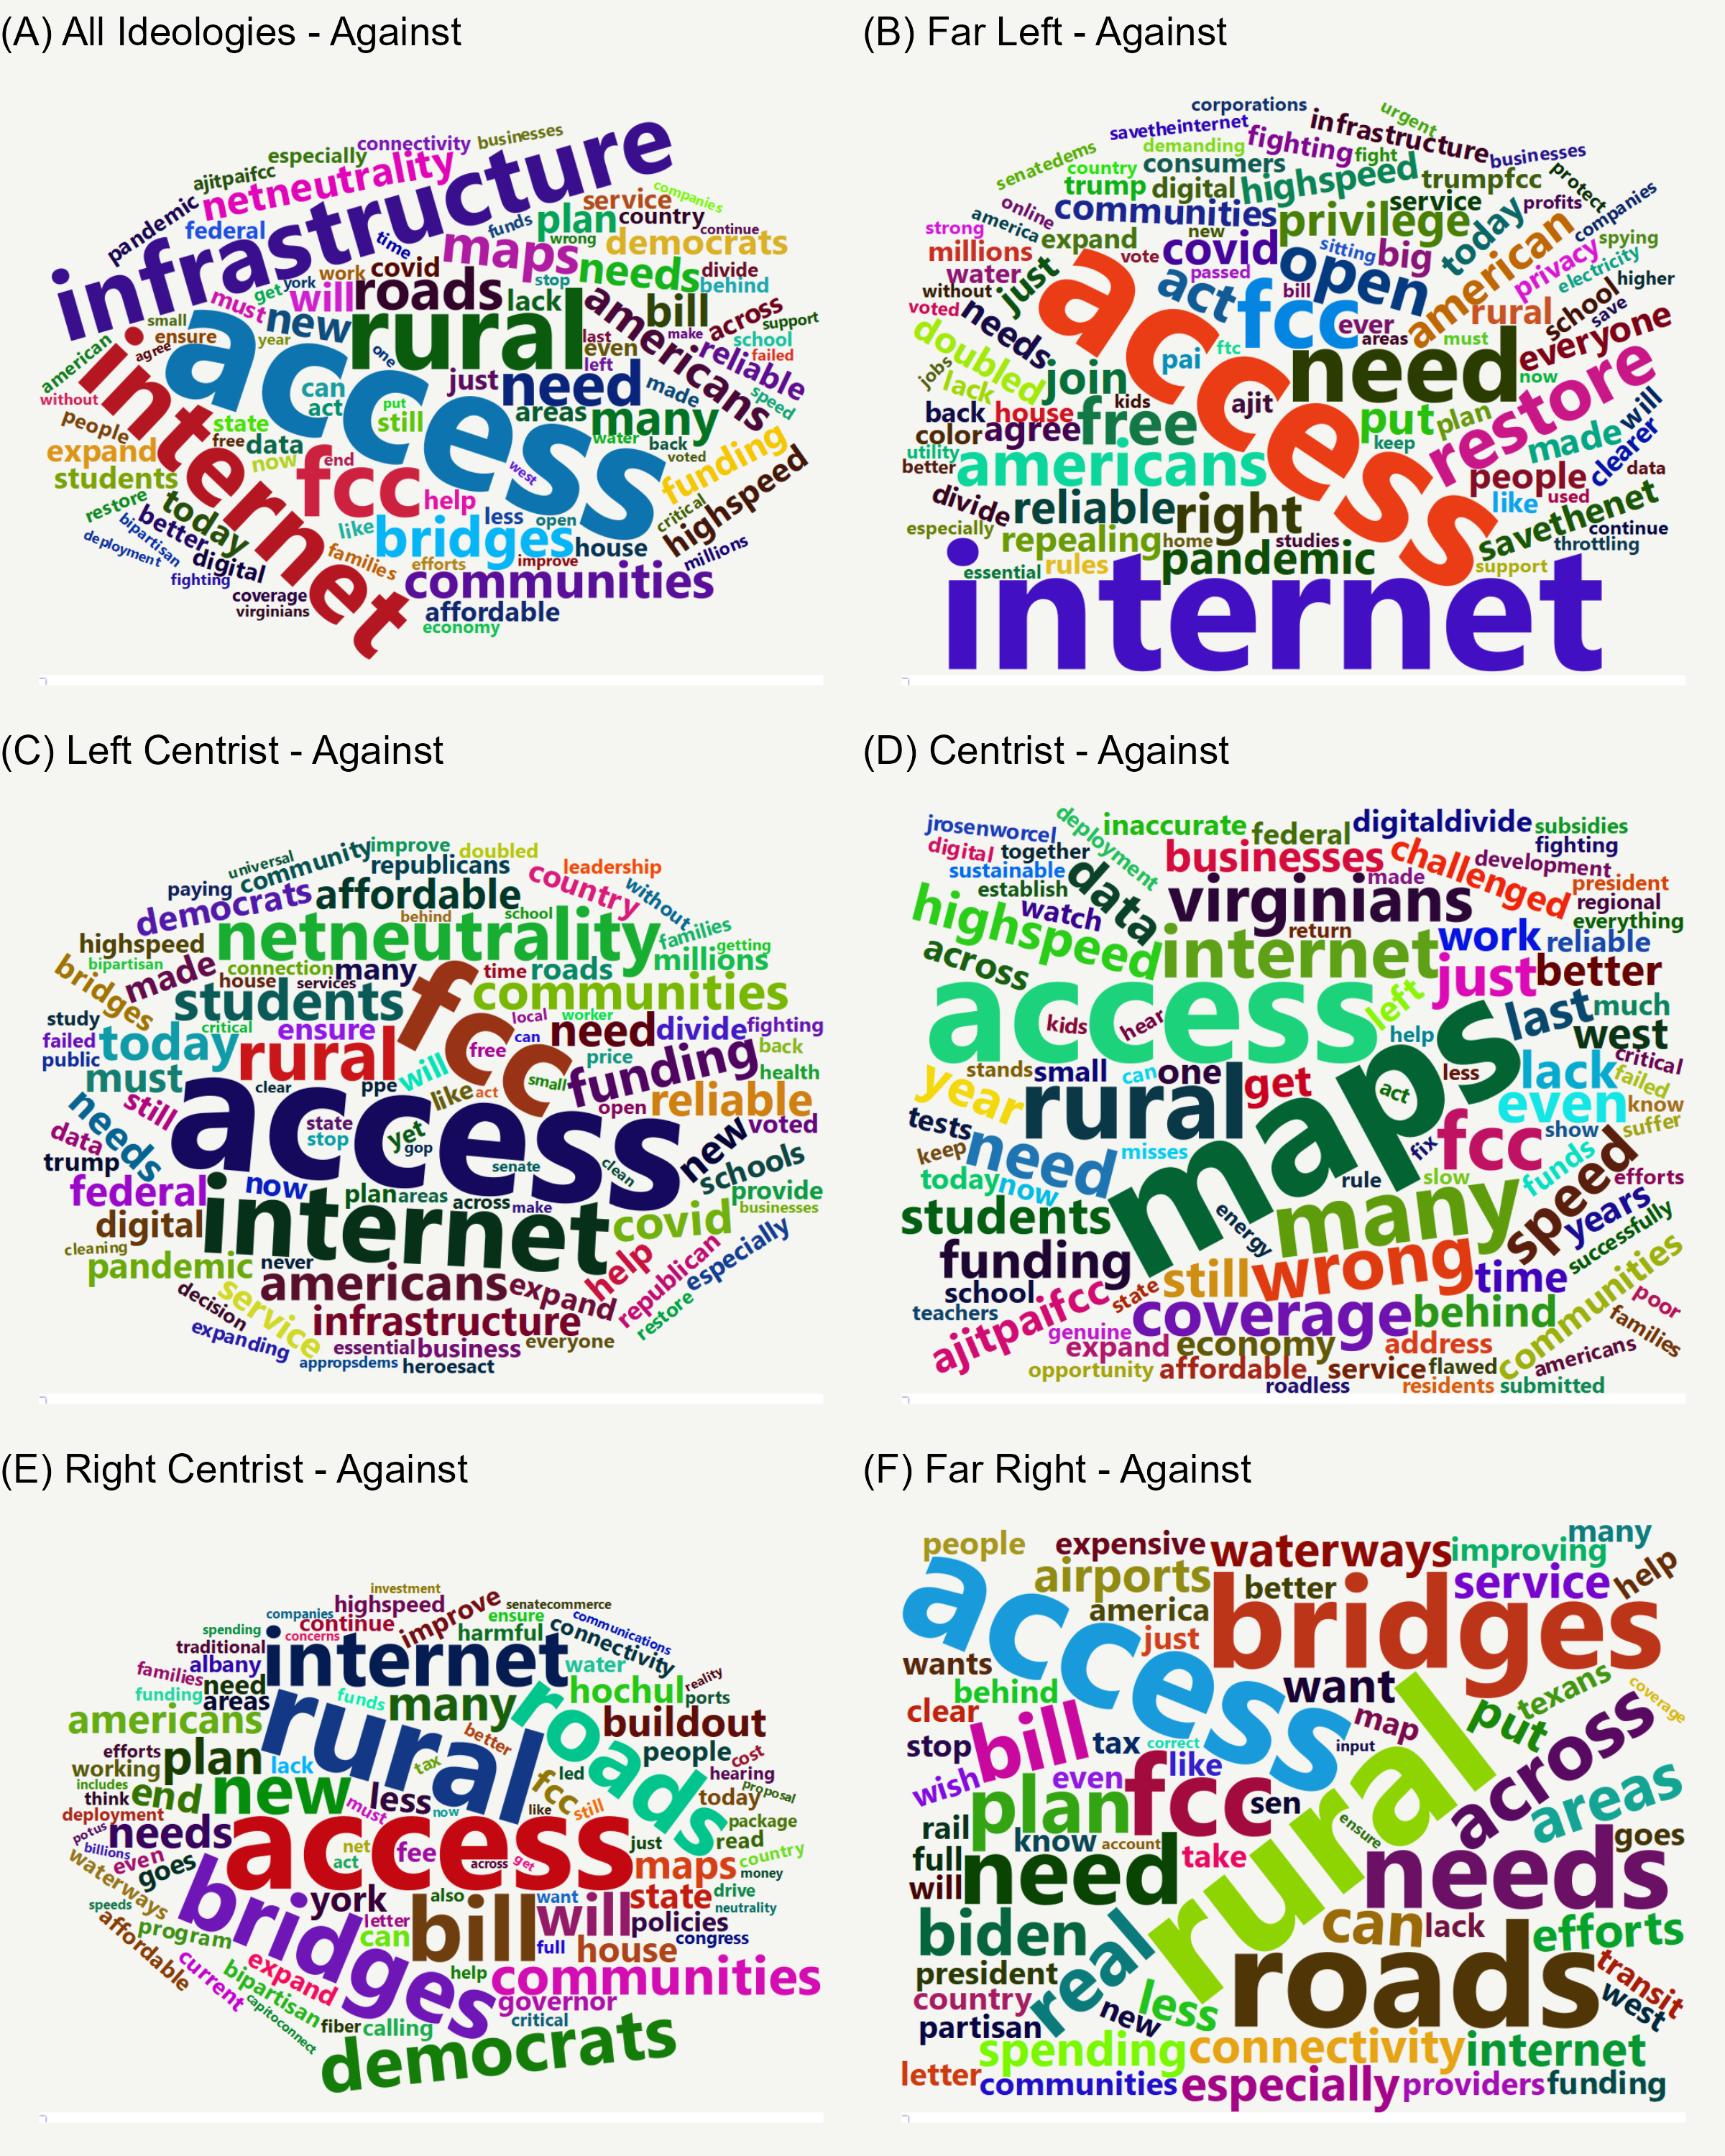 (A) All Ideologies - Against
connectivity businesses
especially
ajitpaifcc netneutrality
pandemic infrastructure
federal time funds service companies
plan country continue
wrong maps democrats
work covid stop needs divide
york behind
get will roads lack americans bill across
must new rural last make support
small year even reliable school
ensure one left failed
american agree access just need made speed
without internet can act put still areas many
people state water back
expand free data voted funding
students now end fcc west highspeed
restore today help less open critical
bipartisan better like bridges house millions
deployment digital families efforts improve
fighting communities
coverage affordable
virginians economy
(B) Far Left - Against
corporations urgent
savetheinternet infrastructure
demanding fighting fight businesses
senatedems country consumers highspeed trumpfcc protect
trump digital service profits companies
online communities privilege today
america new american spying
strong expand vote covid sitting big privacy electricity
millions passed open higher
water just act bill school save
without fcc ever rural
voted needs access areas must everyone
doubled pai ftc need now
jobs lack join kids ajit restore will
back house free put plan
color agree keep made clearer
utility americans people data
better like used
divide reliable right savethenet
especially repealing home studies continue
essential rules pandemic support throttling
internet
(C) Left Centrist - Against
improve doubled
universal community republicans leadership
paying affordable country without
democrats behind school
highspeed netneutrality families getting
bipartisan connection many time roads millions
bridges made house services fcc communities
study students local worker
failed critical ensure can need divide fighting
public today rural free price back
must clear ppe will small funding health
needs still access like act open reliable
data state stop yet gop new voted
trump senate clean schools
federal now plan areas across make provide
digital internet covid businesses
cleaning never help especially
pandemic americans expand republican
decision service infrastructure restore
expanding essential business everyone
appropsdems heroesact
(D) Centrist - Against
jrosenworcel deployment inaccurate federal digitaldivide subsidies
digital together businesses challenged fighting
sustainable data made development
establish virginians president
highspeed watch return regional
everything
across internet work reliable
access just better
kids hear left last much
help west
stands small can one maps less lack critical
year rural get act even failed
tests know
keep need misses fix fcc show suffer
today now rule slow funds efforts
students energy many speed years
funding still wrong time successfully
school state communities
teachers ajitpaifcc coverage behind poor
genuine economy address families
expand americans
opportunity affordable service flawed
roadless residents submitted
(E) Right Centrist - Against
investment
highspeed improve senatecommerce
companies continue ensure communications
spending concerns harmful connectivity
traditional internet
albany water reality
families need funds many hochul ports
funding areas
americans rural roads buildout
efforts plan better people cost
working lack tax led hearing
includes new fcc proposal
think end less like still today
deployment must now package
potus needs access just read
billions even net fee country
waterways goes act across get maps money
speeds bridges york also want state drive
affordable program letter bill will policies neutrality
can full house congress
current expand help communities
bipartisan governor
capitoconnect fiber calling critical
democrats
(F) Far Right - Against
people expensive waterways improving many
airports better service help
access america bridges
wants just
behind want texans coverage
clear bill map put
stop tax correct input across
wish even like rural
plan fcc sen areas
rail know account ensure goes
full need take needs
will
biden real can lack efforts
president roads transit
country new less west
partisan
spending connectivity internet
letter communities especially providers funding